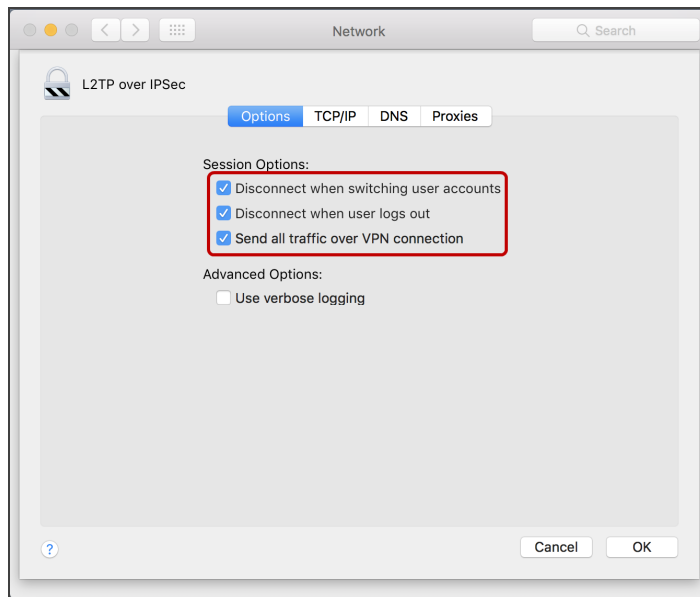 Network
Search
L2TP over IPSec
Options TCP/IP DNS Proxies
Session Options:
Disconnect when switching user accounts
Disconnect when user logs out
Send all traffic over VPN connection
Advanced Options:
Use verbose logging
?
Cancel OK